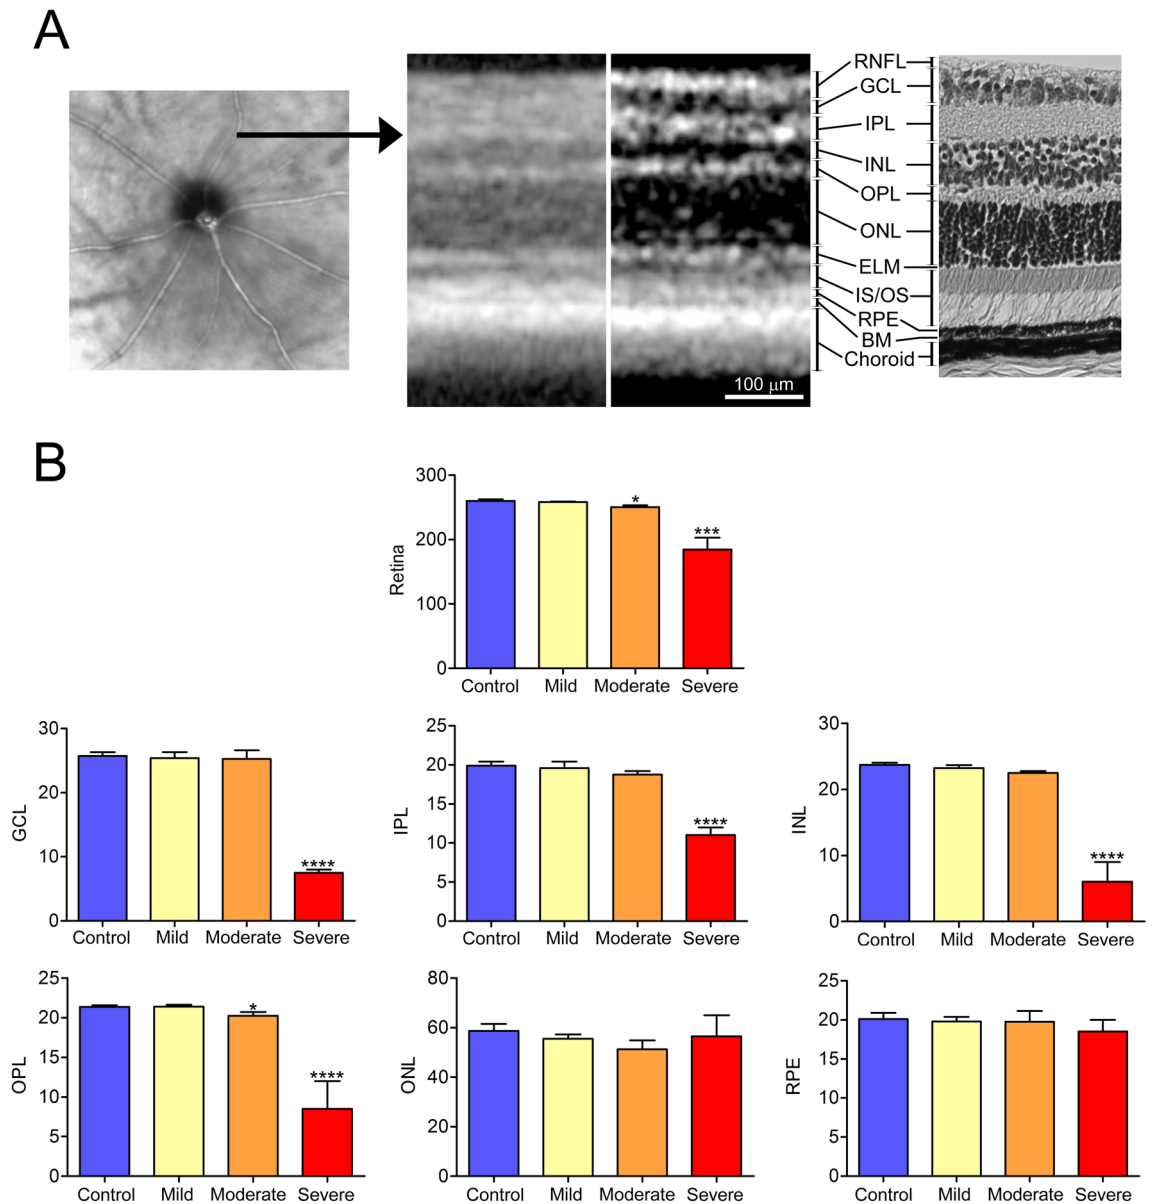 A
RNFL
GCL
IPL
INL
OPL
ONL
ELM
IS/OS
RPE
BM
Choroid
100 µm
B
300
200
100
0
Retina
*
***
Control Mild Moderate Severe
30
20
10
0
GCL
****
Control Mild Moderate Severe
25
20
15
10
5
0
IPL
****
Control Mild Moderate Severe
30
20
10
0
INL
****
Control Mild Moderate Severe
25
20
15
10
5
0
OPL
*
****
Control Mild Moderate Severe
80
60
40
20
0
ONL
Control Mild Moderate Severe
25
20
15
10
5
0
RPE
Control Mild Moderate Severe